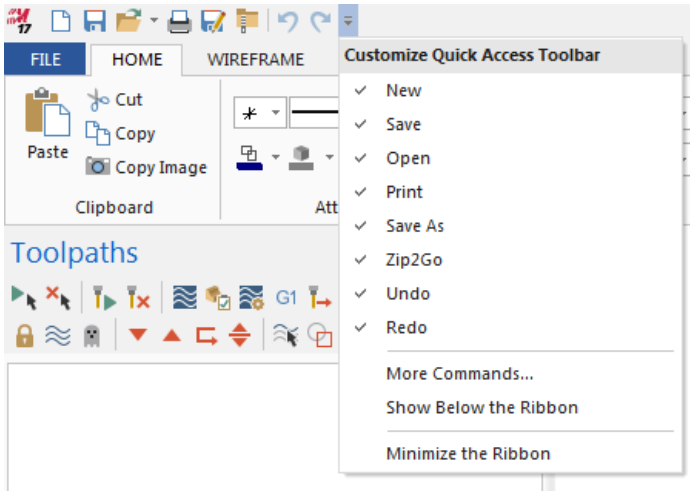 17
Customize Quick Access Toolbar
FILE
HOME
WIREFRAME
New
Cut
Save
Copy
Open
Paste
Copy Image
Print
Clipboard
Att
Save As
Toolpaths
Zip2Go
G1
Undo
Redo
More Commands...
Show Below the Ribbon
Minimize the Ribbon